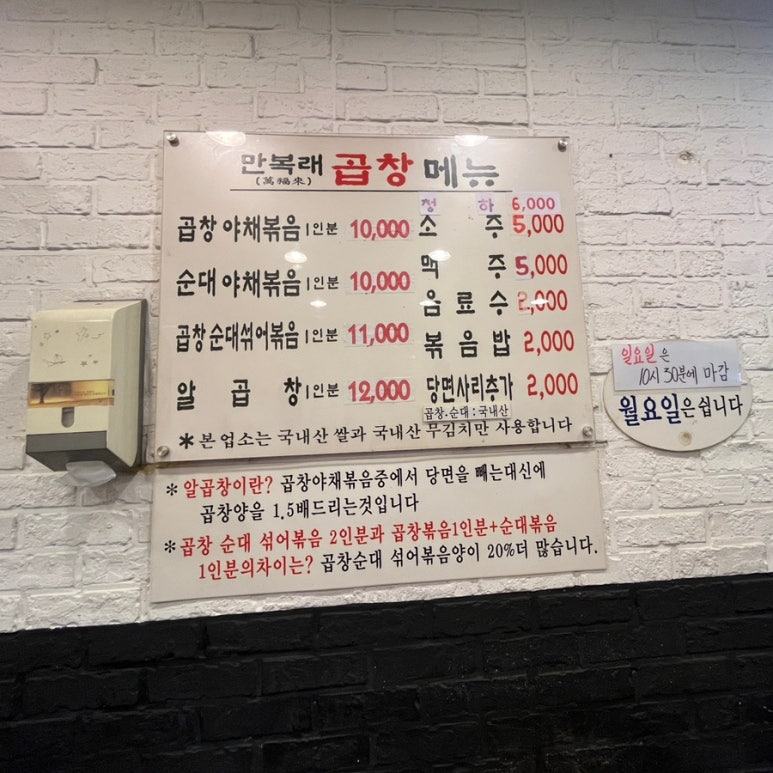 만복래 곱창 메뉴
(萬福來)
곱창 야채볶음 1인분 10,000
순대 야채볶음 1인분 10,000
곱창 순대섞어볶음 1인분 11,000
알 곱 창 1인분 12,000
청 하 6,000
소 주 5,000
맥 주 5,000
음 료 수 2,000
볶 음 밥 2,000
당면사리추가 2,000
곱창.순대:국내산
* 본 업소는 국내산 쌀과 국내산 무김치만 사용합니다
* 알곱창이란? 곱창야채볶음중에서 당면을 빼는대신에
곱창양을 1.5배드리는것입니다
* 곱창 순대 섞어볶음 2인분과 곱창볶음1인분+순대볶음
1인분의차이는? 곱창순대 섞어볶음양이 20%더 많습니다.
일요일은
10시 30분에 마감
월요일은쉽니다